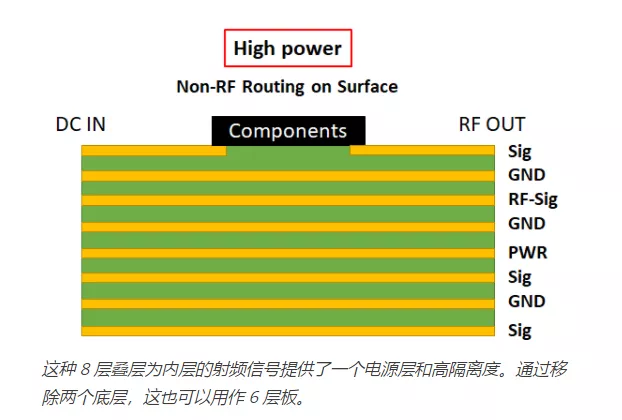 High power
Non-RF Routing on Surface
DC IN
Components
RF OUT
Sig
GND
RF-Sig
GND
PWR
Sig
GND
Sig
这种 8 层叠层为内层的射频信号提供了一个电源层和高隔离度。通过移
除两个底层，这也可以用作 6 层板。